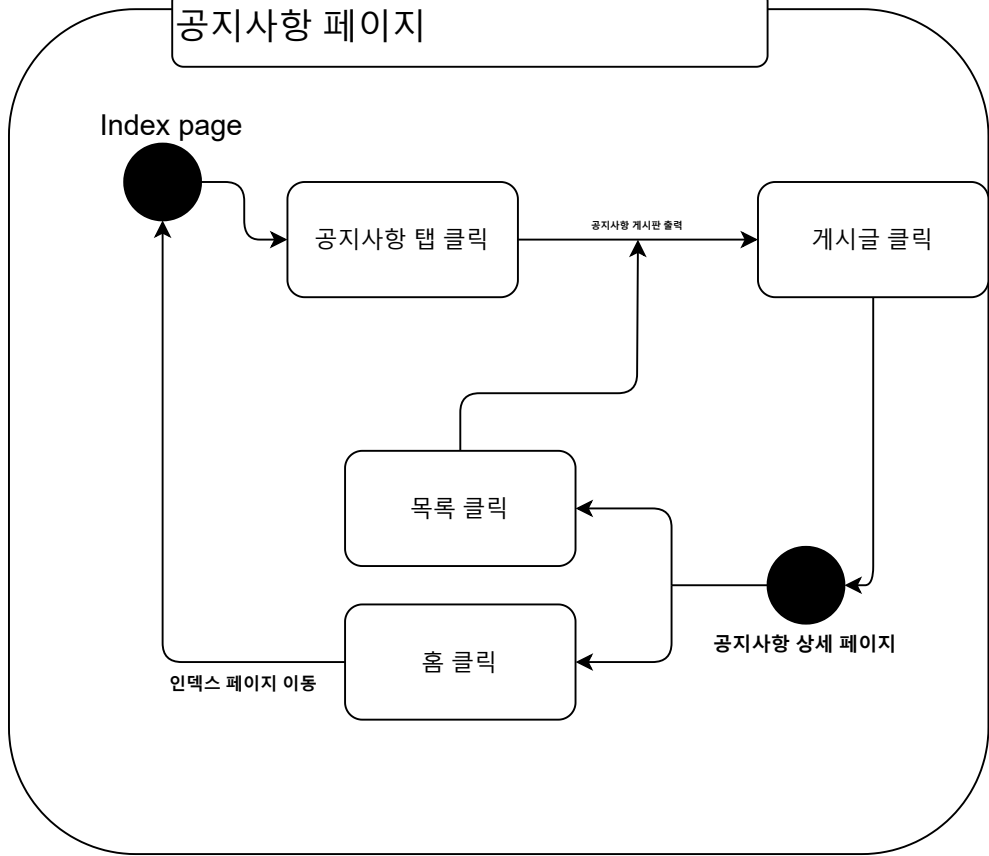 공지사항 페이지
Index page
공지사항 게시판 출력
공지사항 탭 클릭
게시글 클릭
목록 클릭
공지사항 상세 페이지
홈 클릭
인덱스 페이지 이동